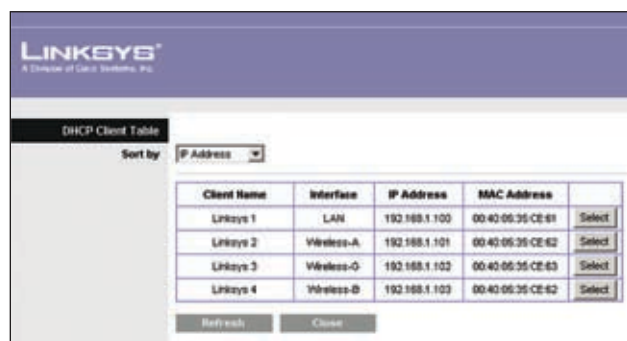 LINKSYS®
A Division of Cisco Systems, Inc.
DHCP Client Table
Sort by IP Address
Client Name Interface IP Address MAC Address
Linksys 1 LAN 192.168.1.100 00:40:05:35:CE:61 Select
Linksys 2 Wireless-A 192.168.1.101 00:40:05:35:CE:62 Select
Linksys 3 Wireless-G 192.168.1.102 00:40:05:35:CE:63 Select
Linksys 4 Wireless-B 192.168.1.103 00:40:05:35:CE:62 Select
Refresh Close